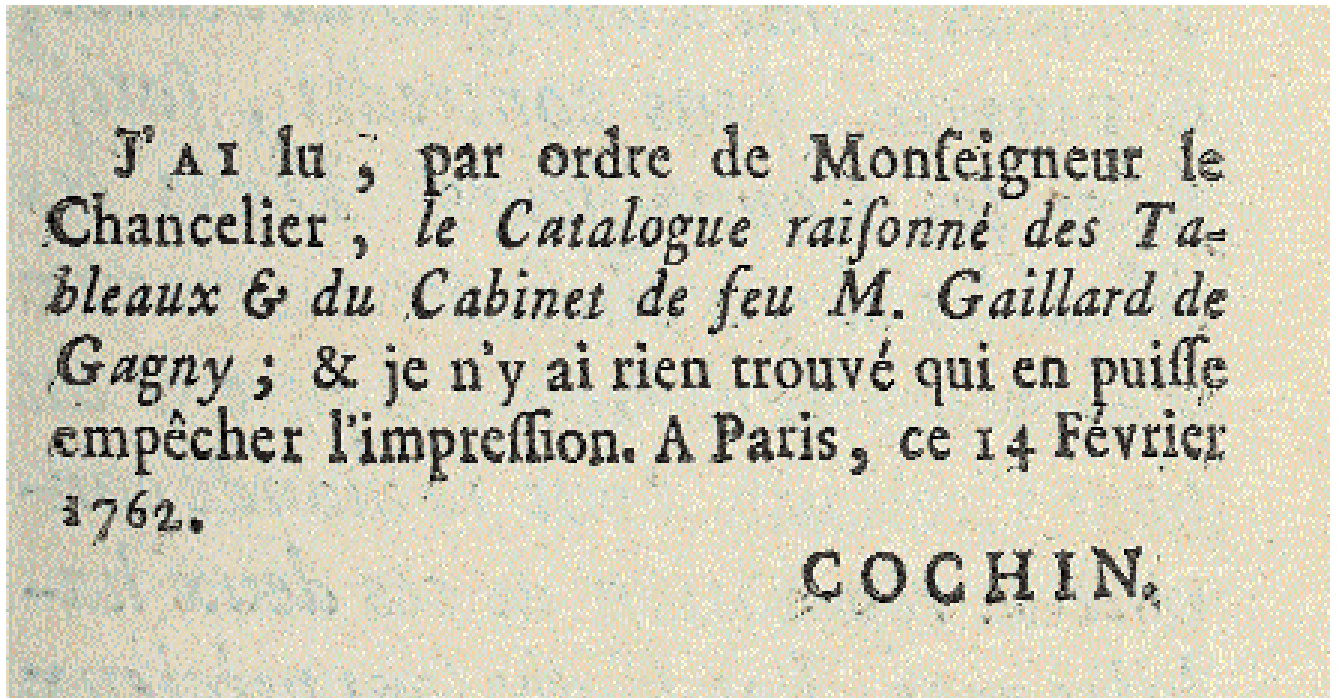 J'AI lu, par ordre de Monſeigneur le
Chancelier, le Catalogue raiſonné des Ta-
bleaux & du Cabinet de feu M. Gaillard de
Gagny; & je n'y ai rien trouvé qui en puiſſe
empêcher l'impreſſion. A Paris, ce 14 Février
1762.
COCHIN.